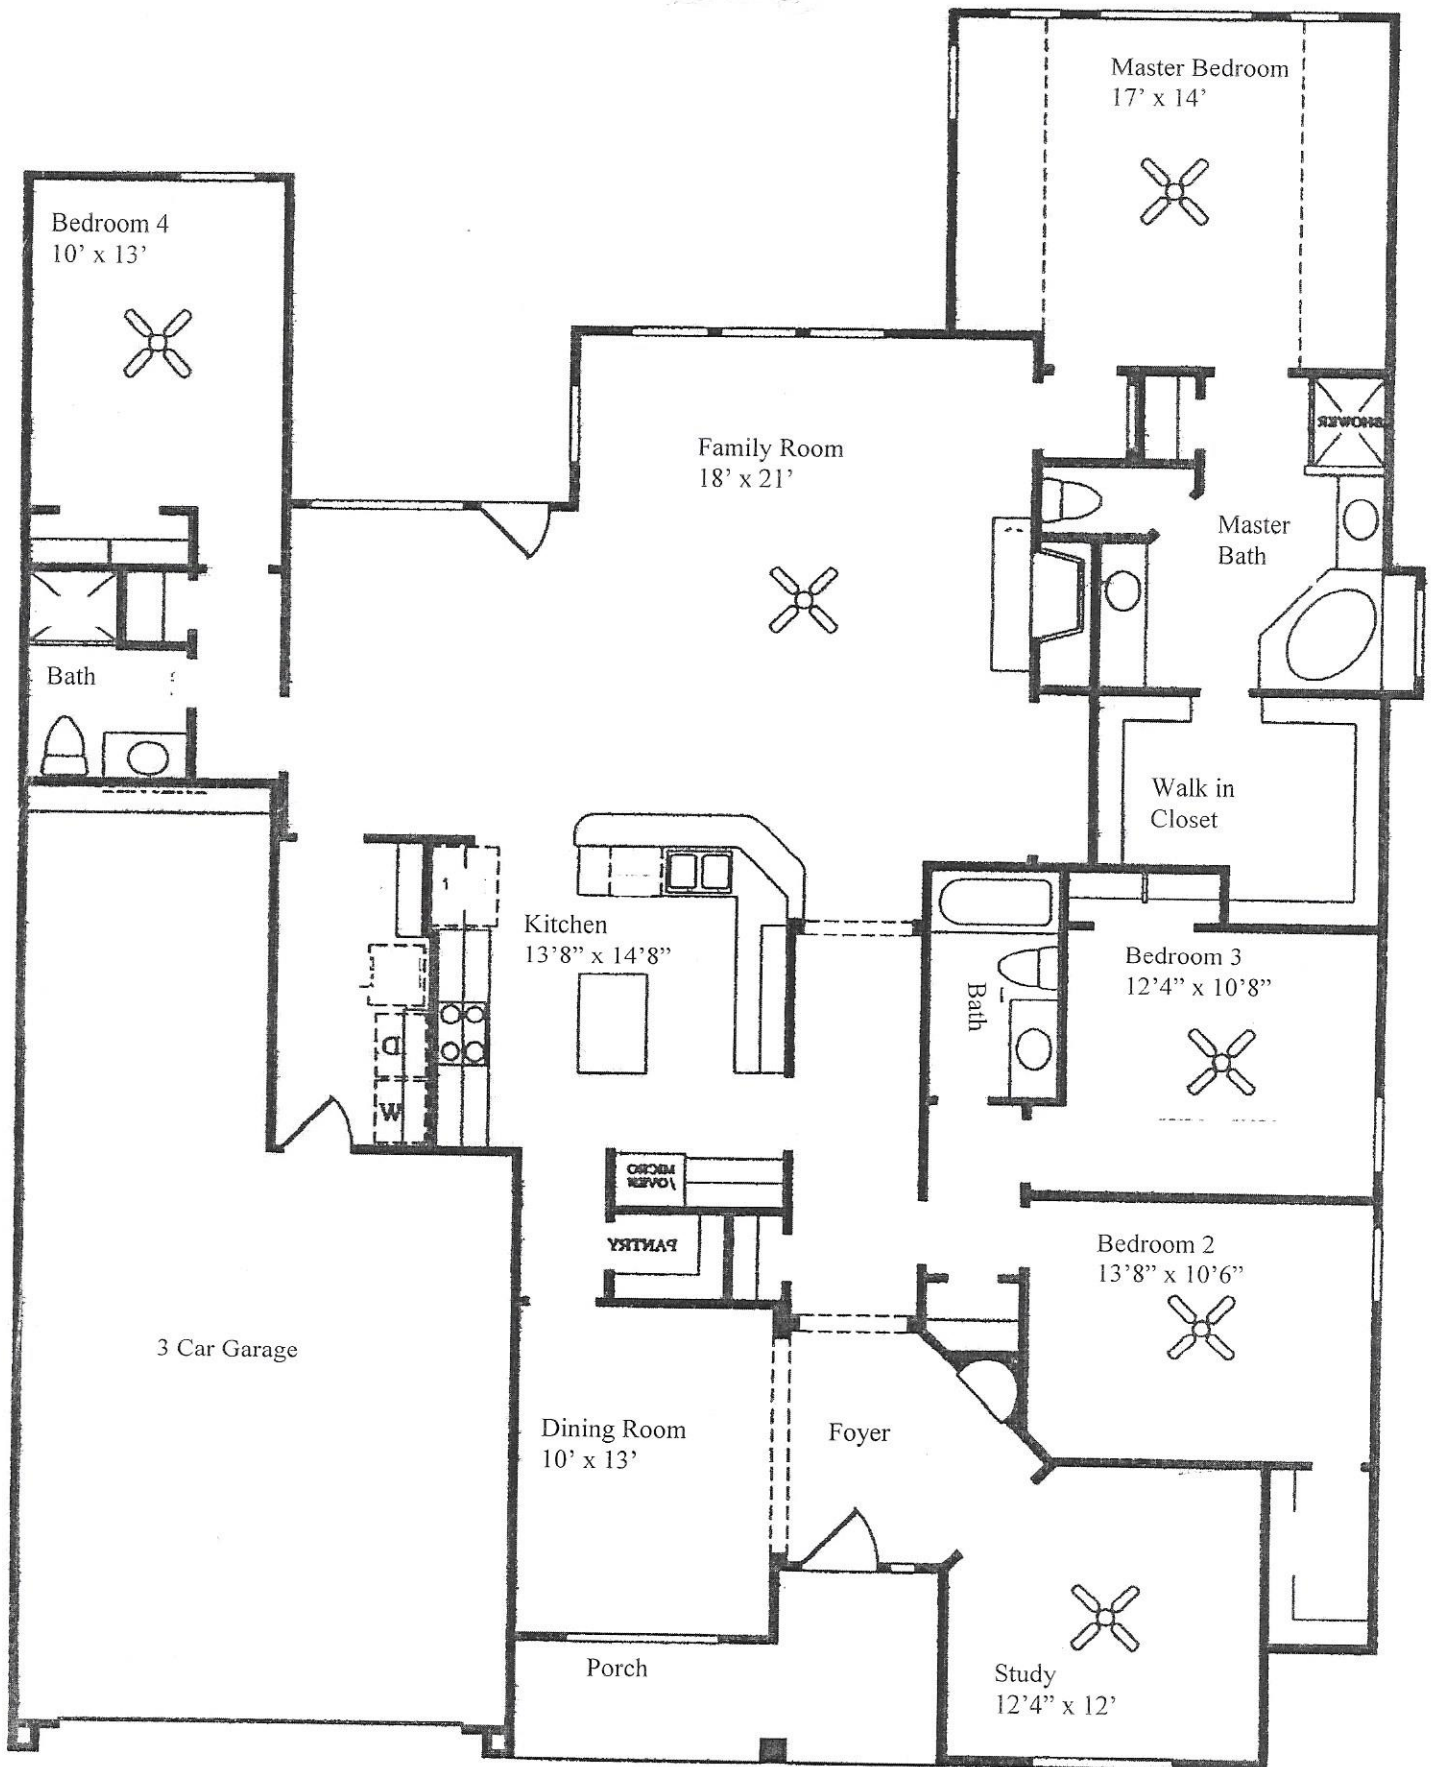 Master Bedroom
17’ x 14’
Bedroom 4
10’ x 13’
SHOWER
Family Room
18’ x 21’
Master
Bath
Bath
Walk in
Closet
1
Kitchen
13’8” x 14’8”
Bedroom 3
12’4” x 10’8”
Bath
D
W
MICRO
/OVEN
PANTRY
Bedroom 2
13’8” x 10’6”
3 Car Garage
Dining Room
10’ x 13’
Foyer
Porch
Study
12’4” x 12’